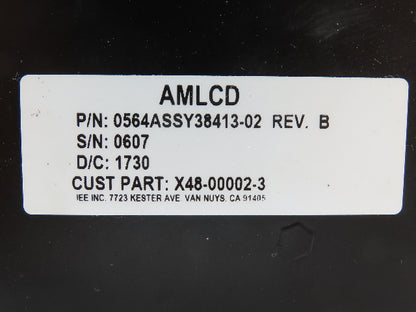 AMLCD
P/N: 0564ASSY38413-02 REV. B
S/N: 0607
D/C: 1730
CUST PART: X48-00002-3
IEE INC. 7723 KESTER AVE VAN NUYS. CA 91405